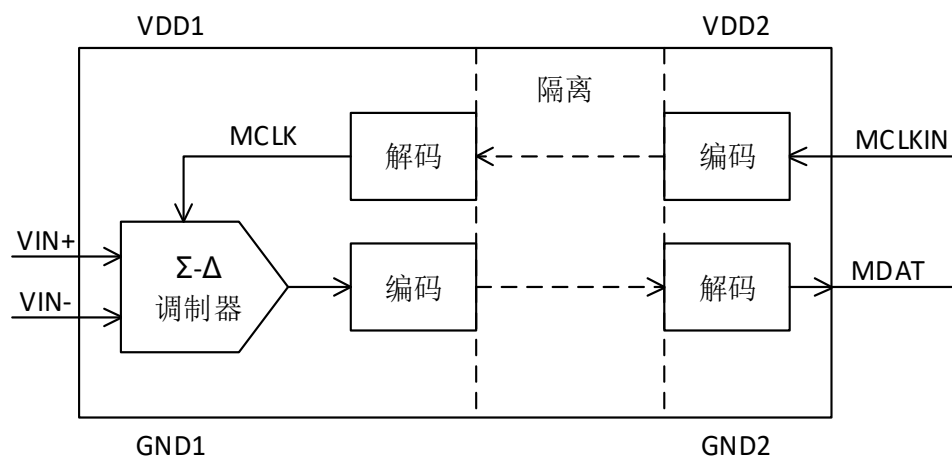 VDD1
VDD2
隔离
MCLK
解码
编码
MCLKIN
VIN+
Σ-Δ
调制器
VIN-
编码
解码
MDAT
GND1
GND2